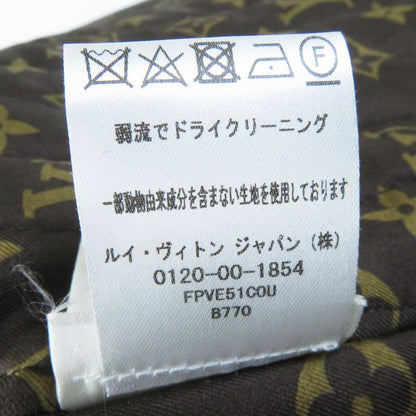 F
弱流でドライクリーニング
一部動物由来成分を含まない生地を使用しております
ルイ・ヴィトン ジャパン (株)
0120-00-1854
FPVE51COU
B770